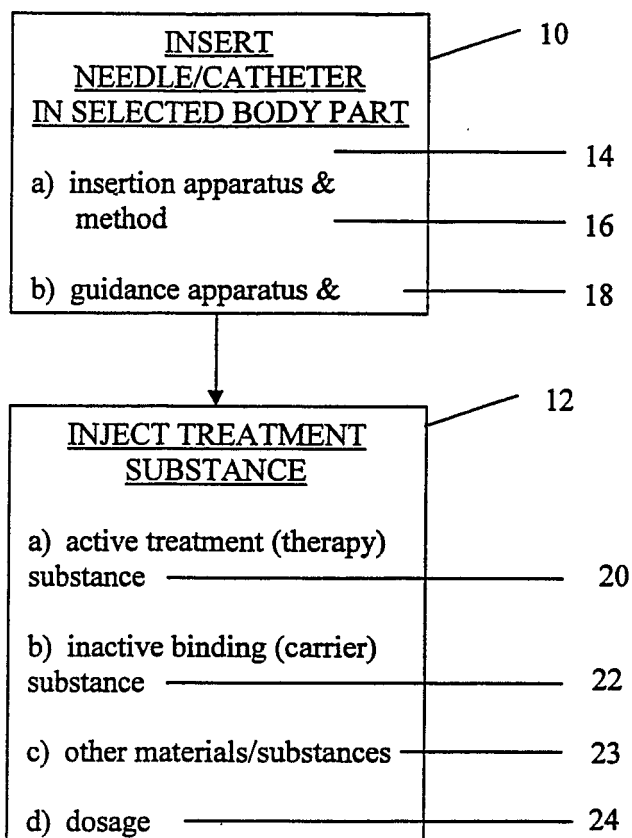 INSERT
NEEDLE/CATHETER
IN SELECTED BODY PART
10
14
a) insertion apparatus &
method
16
b) guidance apparatus &
18
INJECT TREATMENT
SUBSTANCE
12
a) active treatment (therapy)
substance
20
b) inactive binding (carrier)
substance
22
c) other materials/substances
23
d) dosage
24